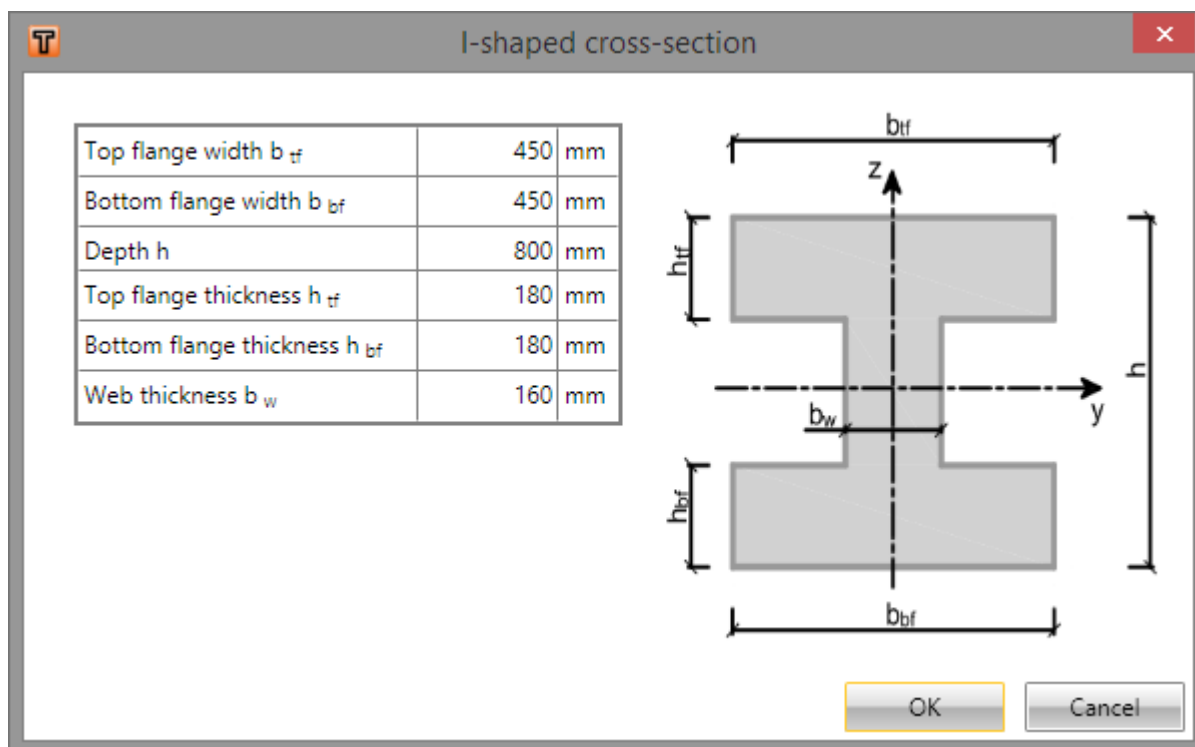 T
I-shaped cross-section
×
Top flange width b tf 450 mm
Bottom flange width b bf 450 mm
Depth h 800 mm
Top flange thickness h tf 180 mm
Bottom flange thickness h bf 180 mm
Web thickness b w 160 mm
btf
z
htf
h
y
bw
hbf
bbf
OK
Cancel